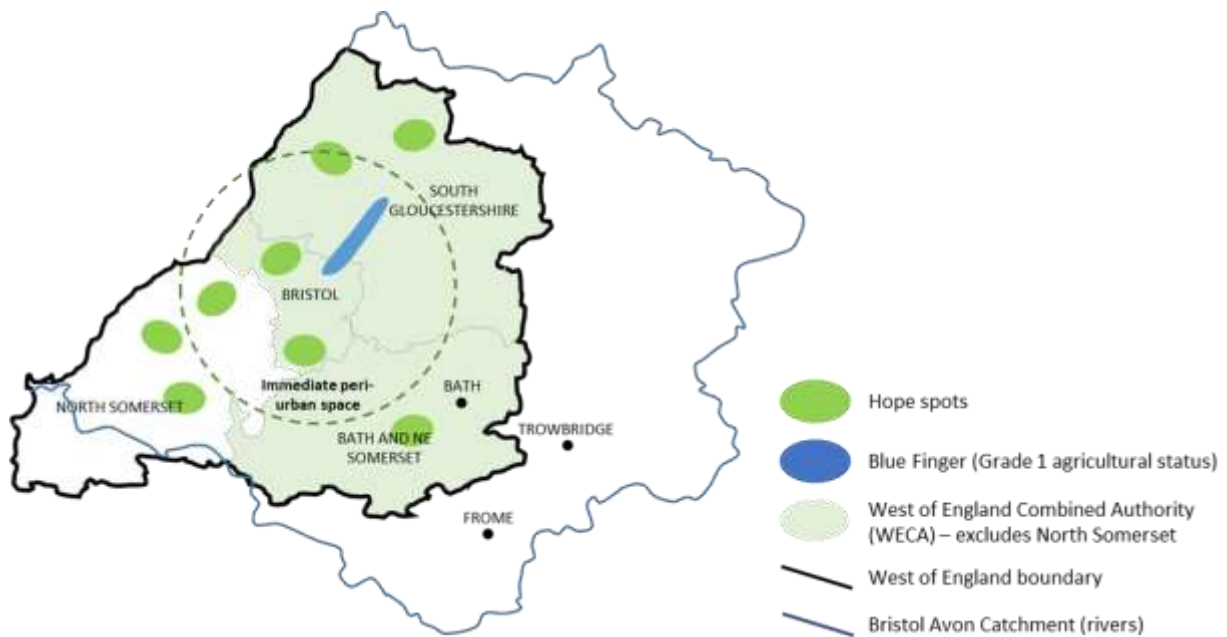 SOUTH
GLOUCESTERSHIRE
BRISTOL
Immediate peri-
urban space
BATH
NORTH SOMERSET
BATH AND NE
SOMERSET
TROWBRIDGE
FROME
Hope spots
Blue Finger (Grade 1 agricultural status)
West of England Combined Authority
(WECA) – excludes North Somerset
West of England boundary
Bristol Avon Catchment (rivers)